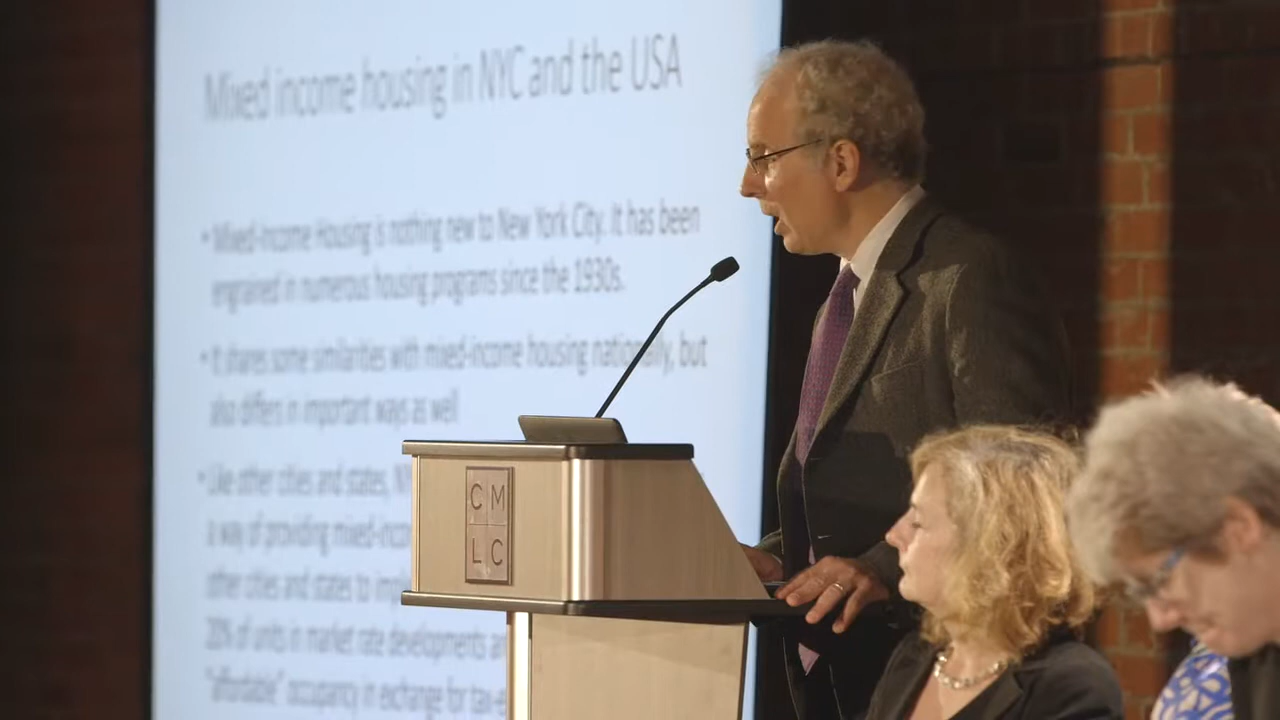 Mixed income housing in NYC and the USA
• Mixed-Income Housing is nothing new to New York City. It has been
engrained in numerous housing programs since the 1930s.
• It shares some similarities with mixed-income housing nationally, but
also differs in important ways as well
• Like other cities and states,
a way of providing
other cities and states to
20% of units in market rate developments
"affordable" occupancy in exchange for
CM
LC